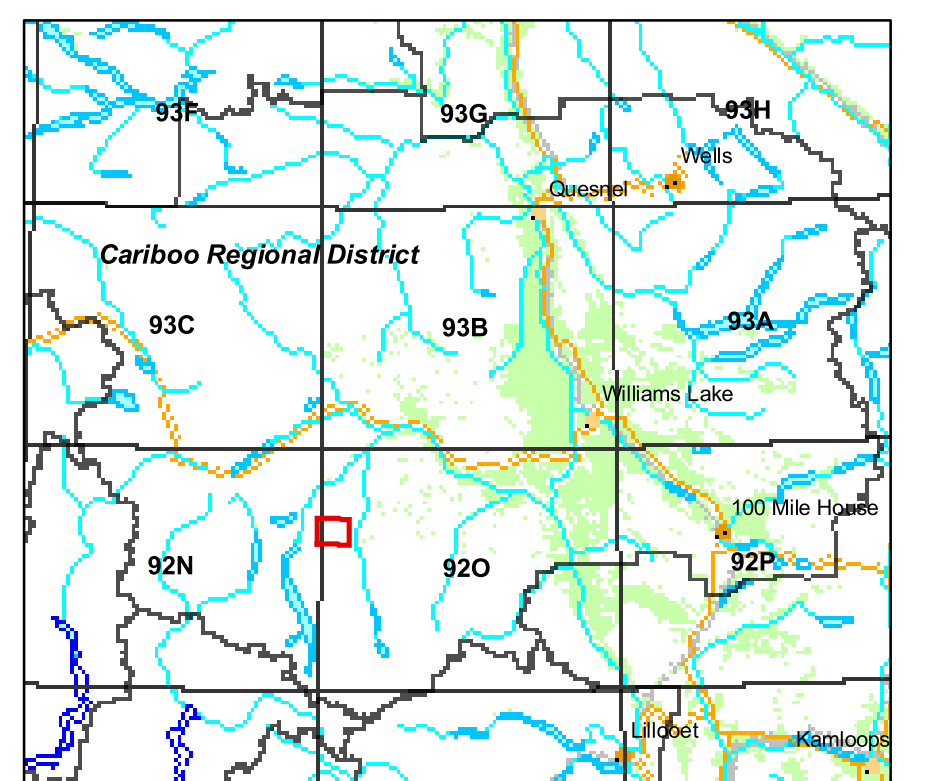 93F
93G
93H
Wells
Quesnel
Cariboo Regional District
93C
93B
93A
Williams Lake
100 Mile House
92N
92O
92P
Lillooet
Kamloops